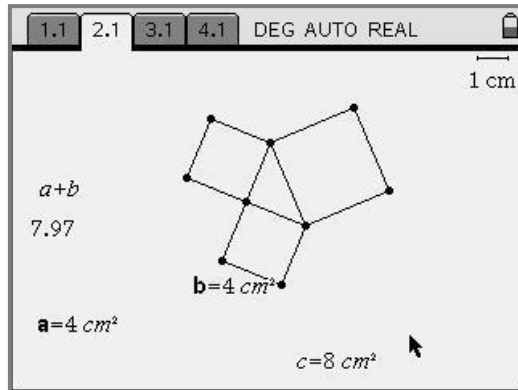 1.1 2.1 3.1 4.1 DEG AUTO REAL
1 cm
a+b
7.97
b=4 cm²
a=4 cm²
c=8 cm²